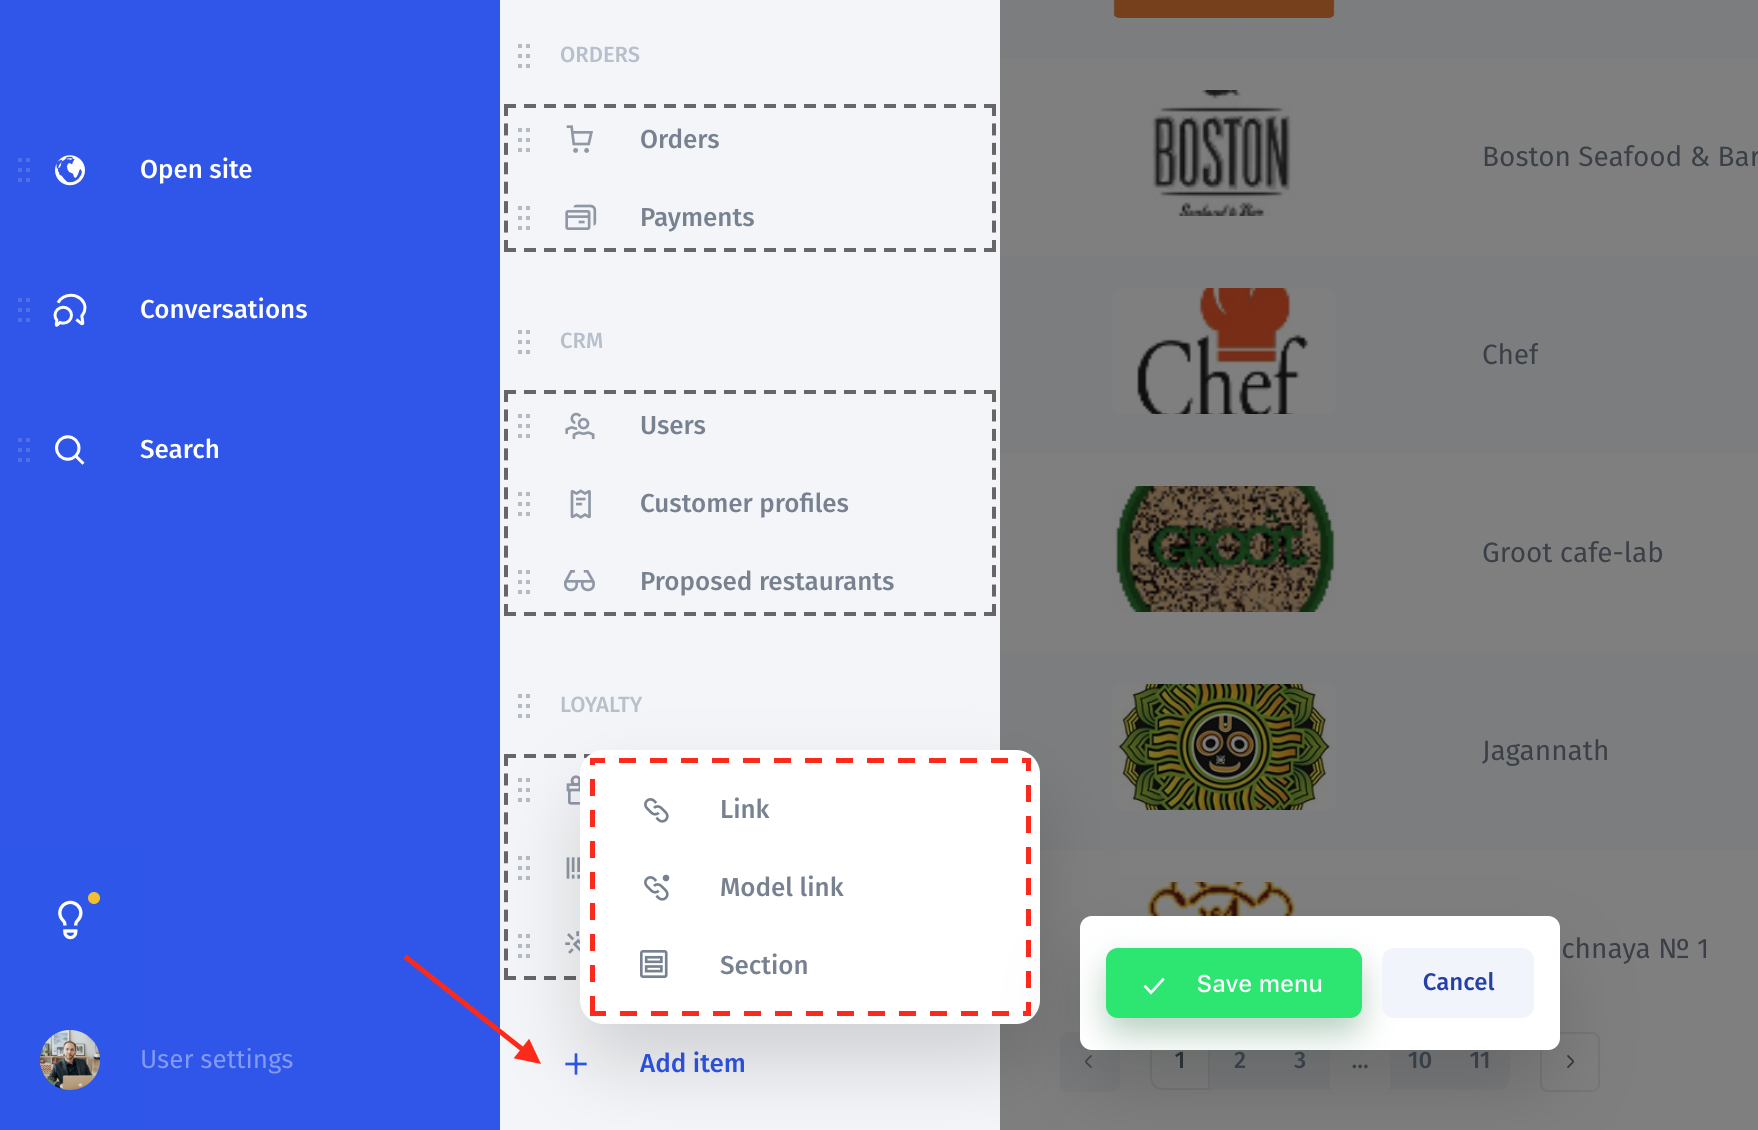 Open site
Conversations
Search
User settings
ORDERS
Orders
Payments
CRM
Users
Customer profiles
Proposed restaurants
LOYALTY
Link
Model link
Section
Add item
BOSTON
Seafood & Bar
Boston Seafood & Bar
Chef
Chef
GROOT
Groot cafe-lab
Jagannath
chnaya № 1
Save menu
Cancel
1 2 3 ... 10 11